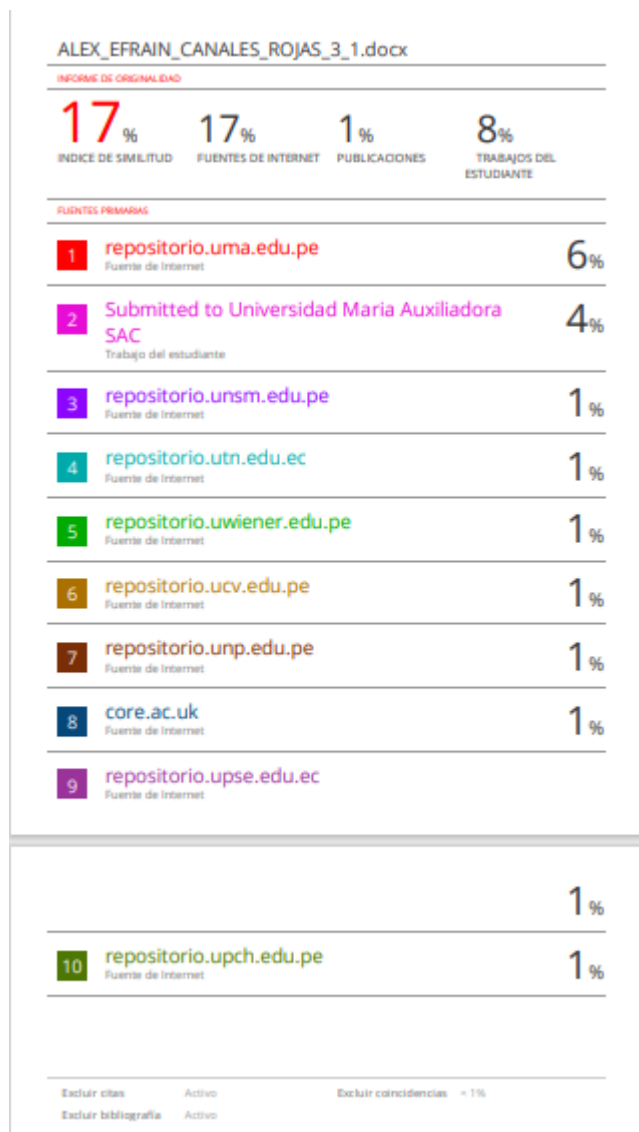 ALEX_EFRAIN_CANALES_ROJAS_3_1.docx
INFORME DE ORIGINALIDAD
17%
INDICE DE SIMILITUD
17%
FUENTES DE INTERNET
1%
PUBLICACIONES
8%
TRABAJOS DEL
ESTUDIANTE
FUENTES PRIMARIAS
1 repositorio.uma.edu.pe 6%
Fuente de Internet
2 Submitted to Universidad Maria Auxiliadora 4%
SAC
Trabajo del estudiante
3 repositorio.unsm.edu.pe 1%
Fuente de Internet
4 repositorio.utn.edu.ec 1%
Fuente de Internet
5 repositorio.uwiener.edu.pe 1%
Fuente de Internet
6 repositorio.ucv.edu.pe 1%
Fuente de Internet
7 repositorio.unp.edu.pe 1%
Fuente de Internet
8 core.ac.uk 1%
Fuente de Internet
9 repositorio.upse.edu.ec
Fuente de Internet
1%
10 repositorio.upch.edu.pe 1%
Fuente de Internet
Excluir citas Activo Excluir coincidencias < 1%
Excluir bibliografía Activo